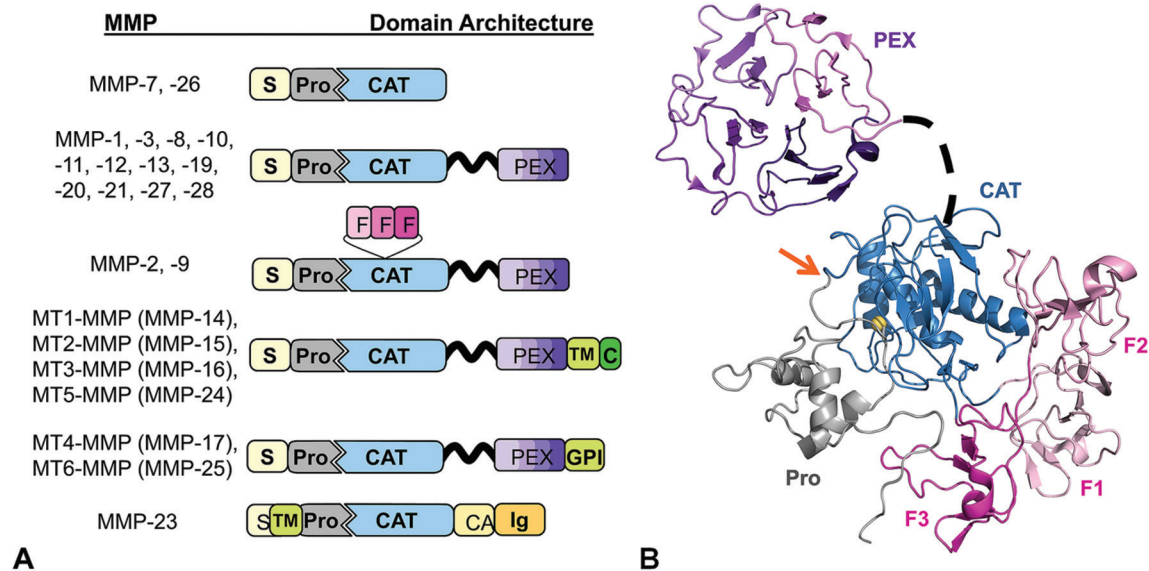 MMP Domain Architecture
MMP-7, -26
S Pro CAT
MMP-1, -3, -8, -10,
-11, -12, -13, -19,
-20, -21, -27, -28
S Pro CAT PEX
F F F
MMP-2, -9
S Pro CAT PEX
MT1-MMP (MMP-14),
MT2-MMP (MMP-15),
MT3-MMP (MMP-16),
MT5-MMP (MMP-24)
S Pro CAT PEX TM C
MT4-MMP (MMP-17),
MT6-MMP (MMP-25)
S Pro CAT PEX GPI
MMP-23
S TM Pro CAT CA Ig
A
PEX
CAT
F2
F1
F3
Pro
B